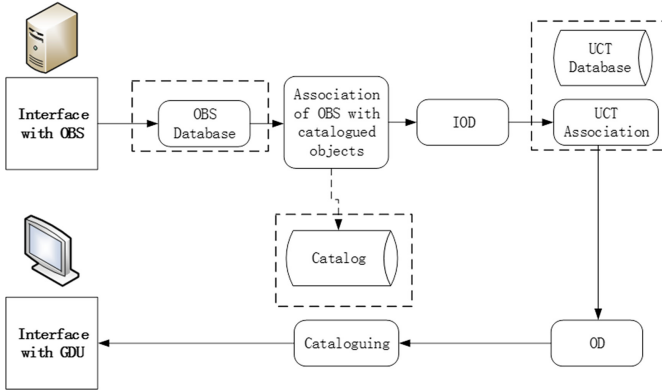 Interface
with OBS
OBS
Database
Association
of OBS with
catalogued
objects
IOD
UCT
Database
UCT
Association
Catalog
Interface
with GDU
Cataloguing
OD